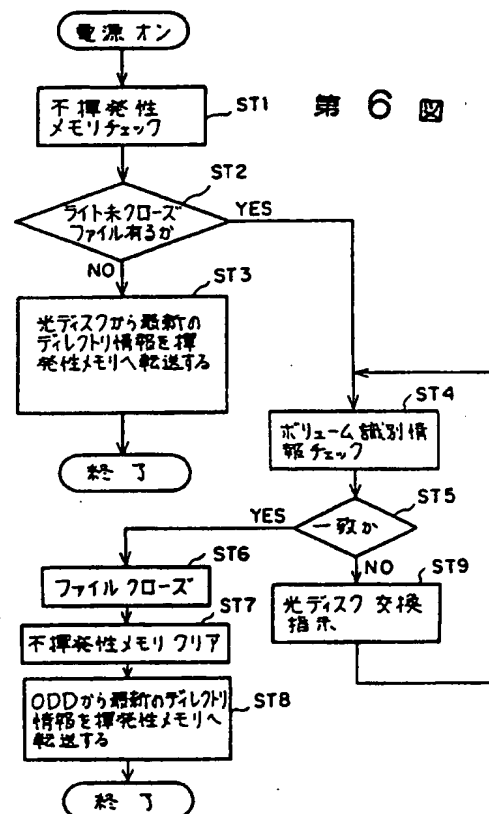 電源オン
不揮発性
メモリチェック
ST1
第6図
ST2
ライト未クローズ
ファイル有るか
YES
NO
ST3
光ディスクから最新の
ディレクトリ情報を揮
発性メモリへ転送する
終了
ST4
ボリューム識別情
報チェック
ST5
一致か
YES
NO
ST6
ファイルクローズ
ST7
不揮発性メモリクリア
ST8
ODDから最新のディレクトリ
情報を揮発性メモリへ
転送する
終了
ST9
光ディスク交換
指示